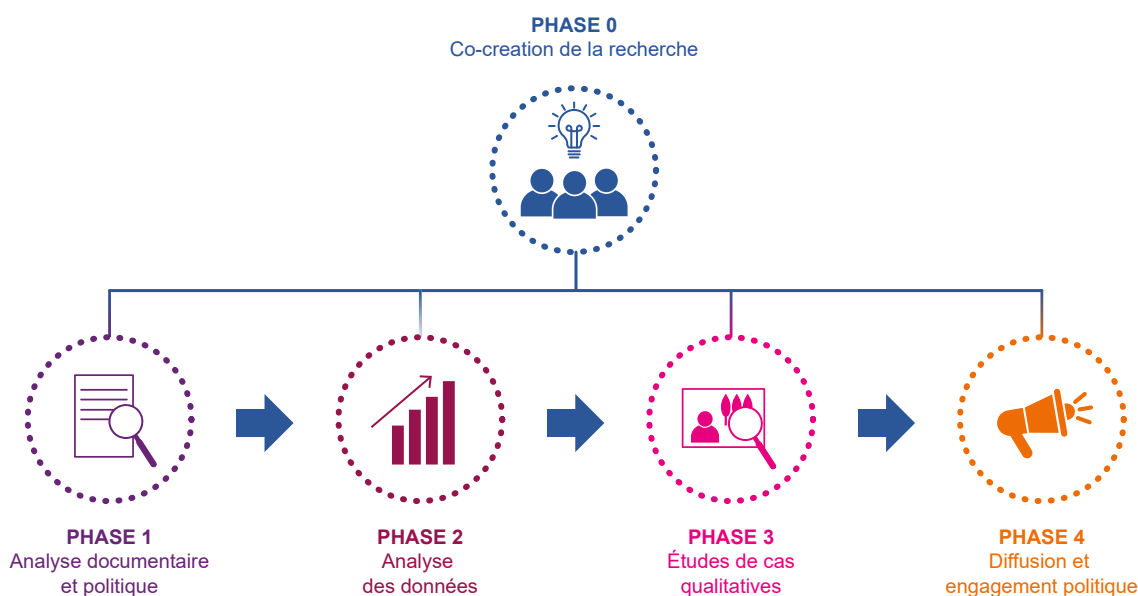 PHASE 0
Co-creation de la recherche
PHASE 1
Analyse documentaire
et politique
PHASE 2
Analyse
des données
PHASE 3
Études de cas
qualitatives
PHASE 4
Diffusion et
engagement politique